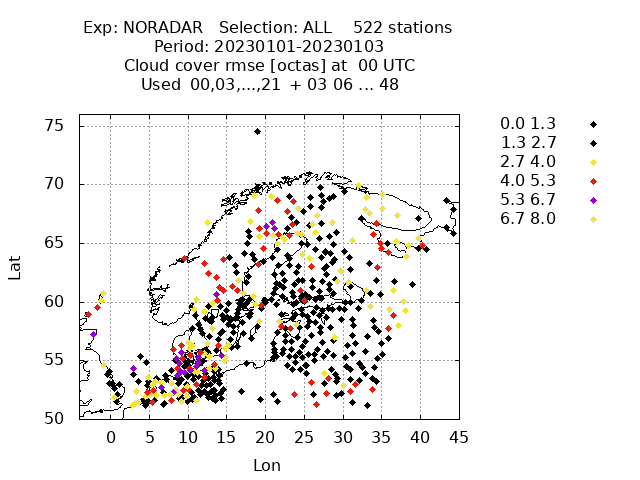 Exp: NORADAR Selection: ALL 522 stations
Period: 20230101-20230103
Cloud cover rmse [octas] at 00 UTC
Used 00,03,...,21 + 03 06 ... 48
75
70
65
60
55
50
Lat
0 5 10 15 20 25 30 35 40 45
Lon
0.0 1.3
1.3 2.7
2.7 4.0
4.0 5.3
5.3 6.7
6.7 8.0